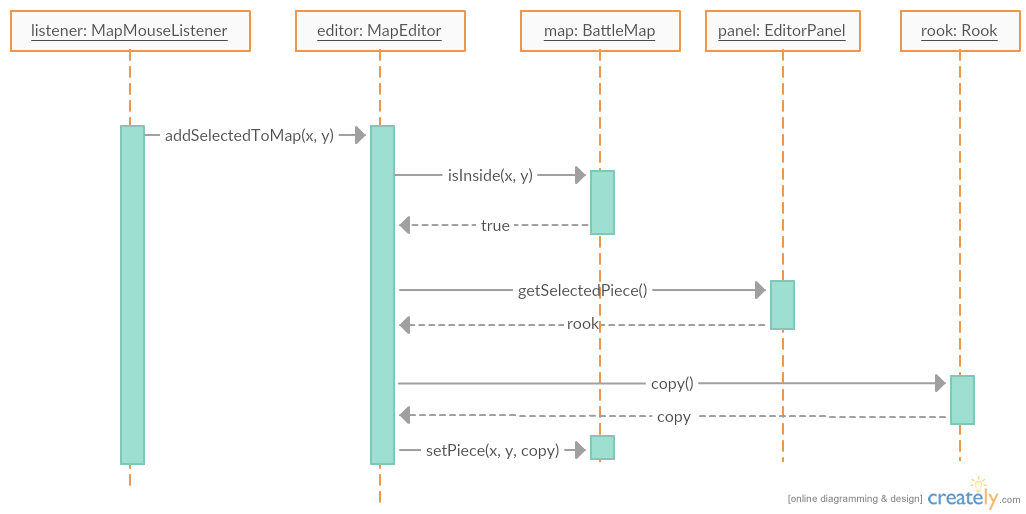 listener: MapMouseListener
editor: MapEditor
map: BattleMap
panel: EditorPanel
rook: Rook
addSelectedToMap(x, y)
isInside(x, y)
true
getSelectedPiece()
rook
copy()
copy
setPiece(x, y, copy)
[online diagramming & design] creately.com